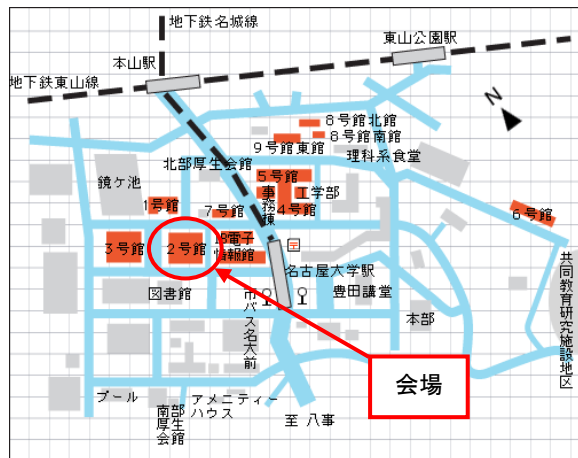 地下鉄名城線
本山駅
東山公園駅
地下鉄東山線
N
8号館北館
8号館南館
9号館東館
北部厚生会館
理科系食堂
鏡ケ池
5号館
工学部
事務棟
1号館
7号館
4号館
6号館
3号館
2号館
IB電子
情報館
名古屋大学駅
図書館
市バス名大前
豊田講堂
本部
共同教育研究施設地区
会場
プール
アメニティー
ハウス
南部
厚生
会館
至 八事